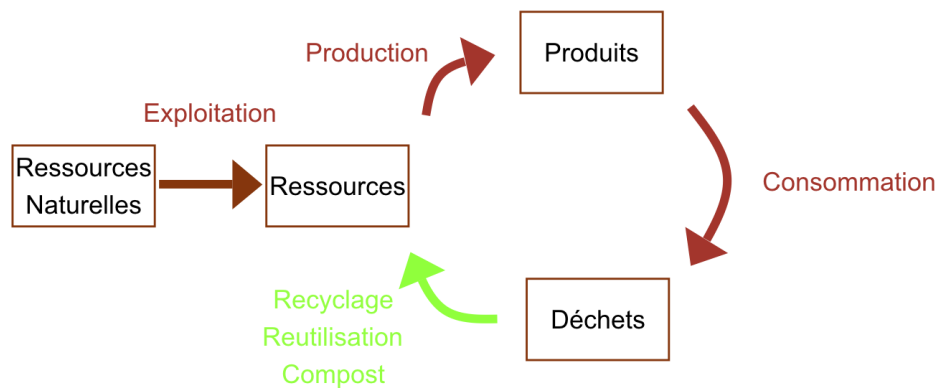 Production
Produits
Exploitation
Ressources
Naturelles
Ressources
Consommation
Recyclage
Reutilisation
Compost
Déchets